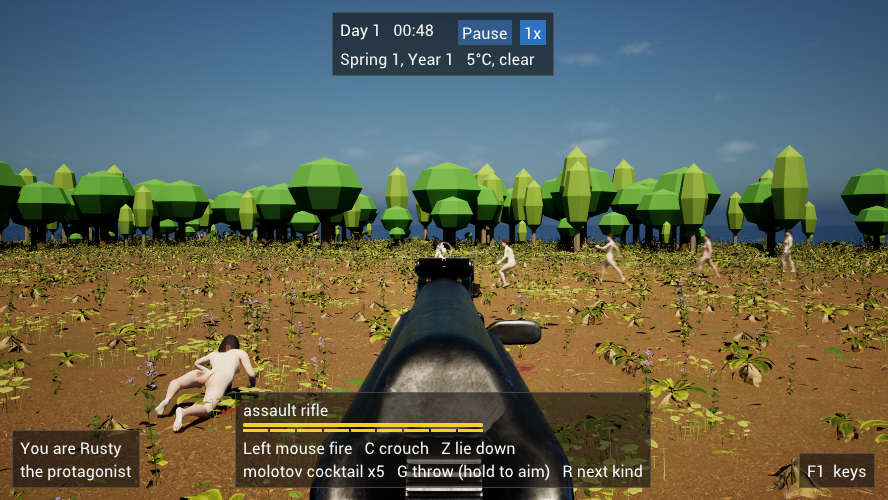 Day 1 00:48 Pause 1x
Spring 1, Year 1 5°C, clear
assault rifle
Left mouse fire C crouch Z lie down
molotov cocktail x5 G throw (hold to aim) R next kind
You are Rusty
the protagonist
F1 keys